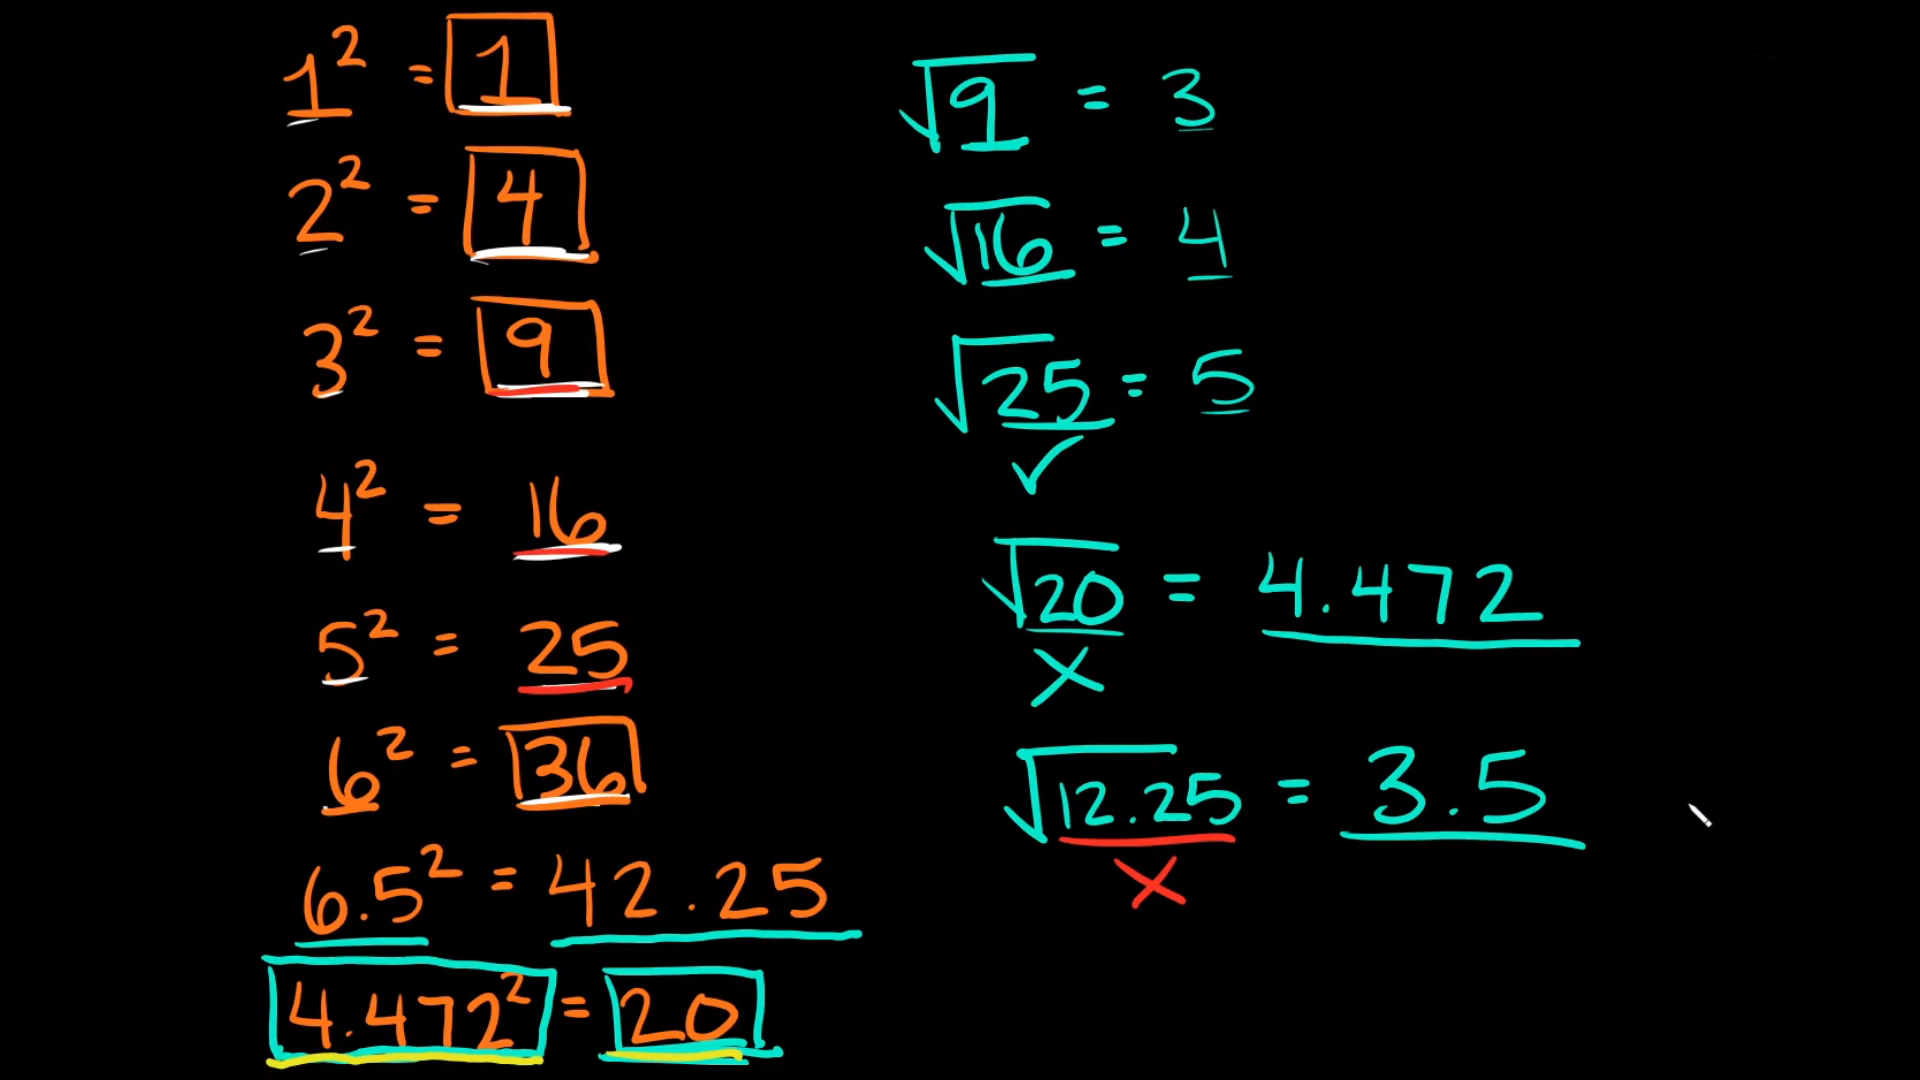 1² = 1
2² = 4
3² = 9
4² = 16
5² = 25
6² = 36
6.5² = 42.25
4.472² = 20
√9 = 3
√16 = 4
√25 = 5
√20 = 4.472
√12.25 = 3.5